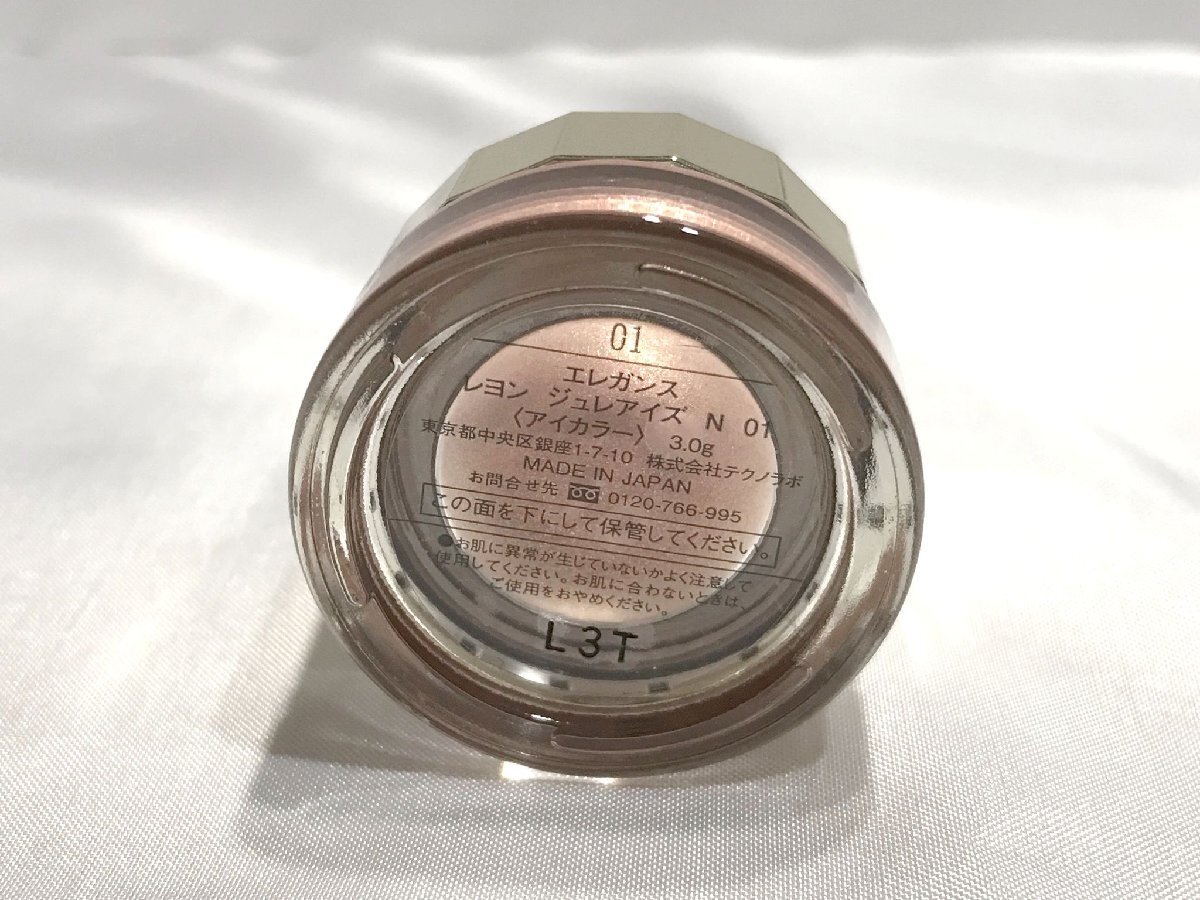 01
エレガンス
レヨン ジュレアイズ N 01
〈アイカラー〉 3.0g
東京都中央区銀座1-7-10 株式会社テクノラボ
MADE IN JAPAN
お問合せ先 0120-766-995
この面を下にして保管してください。
●お肌に異常が生じていないかよく注意して
使用してください。お肌に合わないときは、
ご使用をおやめください。
L3T